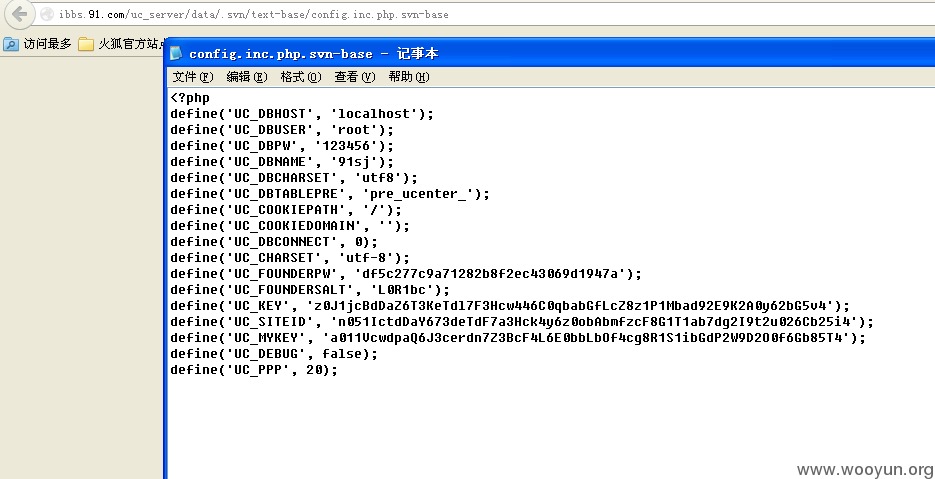 ibbs.91.com/uc_server/data/.svn/text-base/config.inc.php.svn-base
访问最多 火狐官方站点
config.inc.php.svn-base - 记事本
文件(F) 编辑(E) 格式(O) 查看(V) 帮助(H)
<?php
define('UC_DBHOST', 'localhost');
define('UC_DBUSER', 'root');
define('UC_DBPW', '123456');
define('UC_DBNAME', '91sj');
define('UC_DBCHARSET', 'utf8');
define('UC_DBTABLEPRE', 'pre_ucenter_');
define('UC_COOKIEPATH', '/');
define('UC_COOKIEDOMAIN', '');
define('UC_DBCONNECT', 0);
define('UC_CHARSET', 'utf-8');
define('UC_FOUNDERPW', 'df5c277c9a71282b8f2ec43069d1947a');
define('UC_FOUNDERSALT', 'L0R1bc');
define('UC_KEY', 'z0J1jcBdDaZ6T3KeTdl7F3Hcw446C0qbabGfLcZ8z1P1Mbad92E9K2A0y62bG5v4');
define('UC_SITEID', 'n051IctdDaY673deTdF7a3Hck4y6z0obAbmfzcF8G1T1ab7dg2I9t2u026Cb25i4');
define('UC_MYKEY', 'a011VcwdpaQ6J3cerdn7Z3BcF4L6E0bbLbOf4cg8R1S1ibGdP2W9D2O0f6Gb85T4');
define('UC_DEBUG', false);
define('UC_PPP', 20);
www.wooyun.org